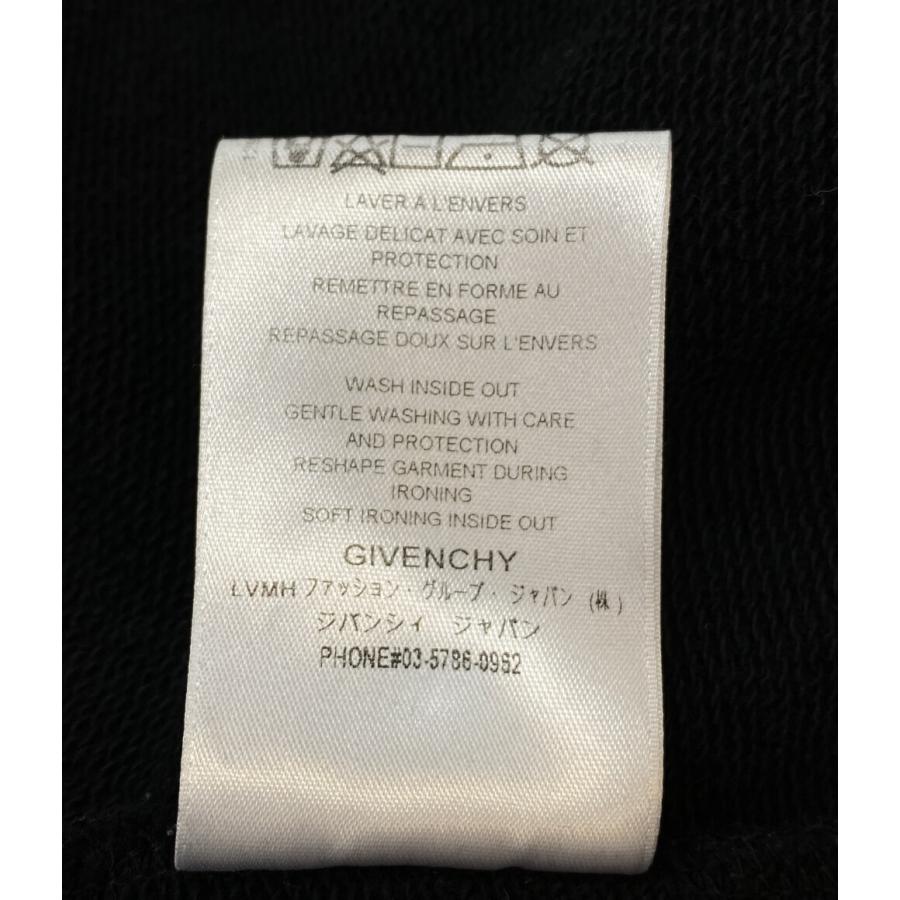 LAVER A L'ENVERS
LAVAGE DELICAT AVEC SOIN ET
PROTECTION
REMETTRE EN FORME AU
REPASSAGE
REPASSAGE DOUX SUR L'ENVERS
WASH INSIDE OUT
GENTLE WASHING WITH CARE
AND PROTECTION
RESHAPE GARMENT DURING
IRONING
SOFT IRONING INSIDE OUT
GIVENCHY
LVMH ファッション・グループ・ジャパン (株)
ジバンシィ ジャパン
PHONE#03-5786-0962